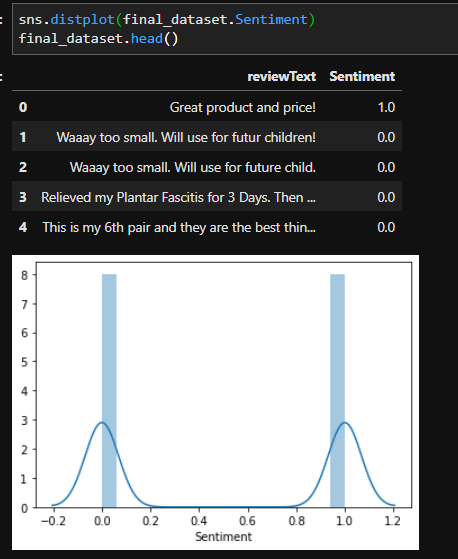 sns.distplot(final_dataset.Sentiment)
final_dataset.head()
reviewText Sentiment
0 Great product and price! 1.0
1 Waaay too small. Will use for futur children! 0.0
2 Waaay too small. Will use for future child. 0.0
3 Relieved my Plantar Fascitis for 3 Days. Then ... 0.0
4 This is my 6th pair and they are the best thin... 0.0
8
7
6
5
4
3
2
1
0
−0.2 0.0 0.2 0.4 0.6 0.8 1.0 1.2
Sentiment